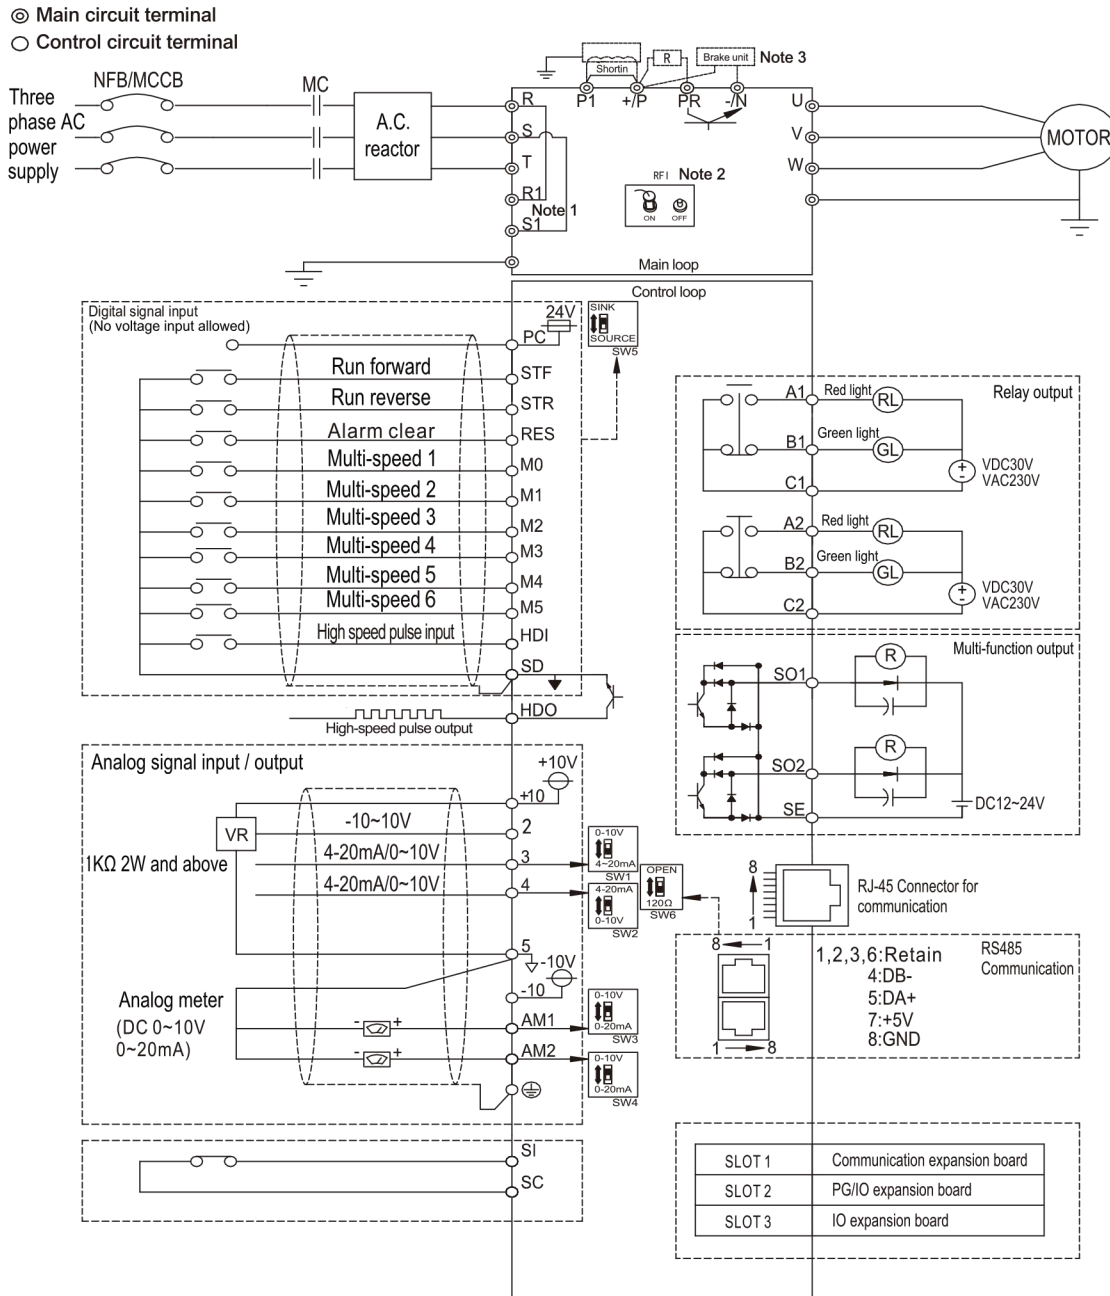 Main circuit terminal
Control circuit terminal
NFB/MCCB
MC
Three
phase AC
power
supply
A.C.
reactor
Shortin
R
Brake unit
Note 3
P1
+/P
PR
-/N
R
S
T
R1
Note 1
S1
RFI
Note 2
ON
OFF
U
V
W
MOTOR
Main loop
Control loop
Digital signal input
(No voltage input allowed)
24V
PC
SINK
SOURCE
SW5
Run forward
STF
Run reverse
STR
Alarm clear
RES
Multi-speed 1
M0
Multi-speed 2
M1
Multi-speed 3
M2
Multi-speed 4
M3
Multi-speed 5
M4
Multi-speed 6
M5
High speed pulse input
HDI
SD
HDO
High-speed pulse output
Relay output
A1
Red light
RL
B1
Green light
GL
C1
+
-
VDC30V
VAC230V
A2
Red light
RL
B2
Green light
GL
C2
+
-
VDC30V
VAC230V
Multi-function output
SO1
R
SO2
R
SE
DC12~24V
Analog signal input / output
+10V
+10
VR
-10~10V
2
1KΩ 2W and above
4-20mA/0~10V
3
0-10V
4~20mA
SW1
4-20mA/0~10V
4
4-20mA
0-10V
SW2
OPEN
120Ω
SW6
5
-10V
-10
Analog meter
(DC 0~10V
0~20mA)
- +
AM1
0-10V
0-20mA
SW3
- +
AM2
0-10V
0-20mA
SW4
8
1
RJ-45 Connector for
communication
8 1
1 8
1,2,3,6:Retain
4:DB-
5:DA+
7:+5V
8:GND
RS485
Communication
SI
SC
SLOT 1 Communication expansion board
SLOT 2 PG/IO expansion board
SLOT 3 IO expansion board